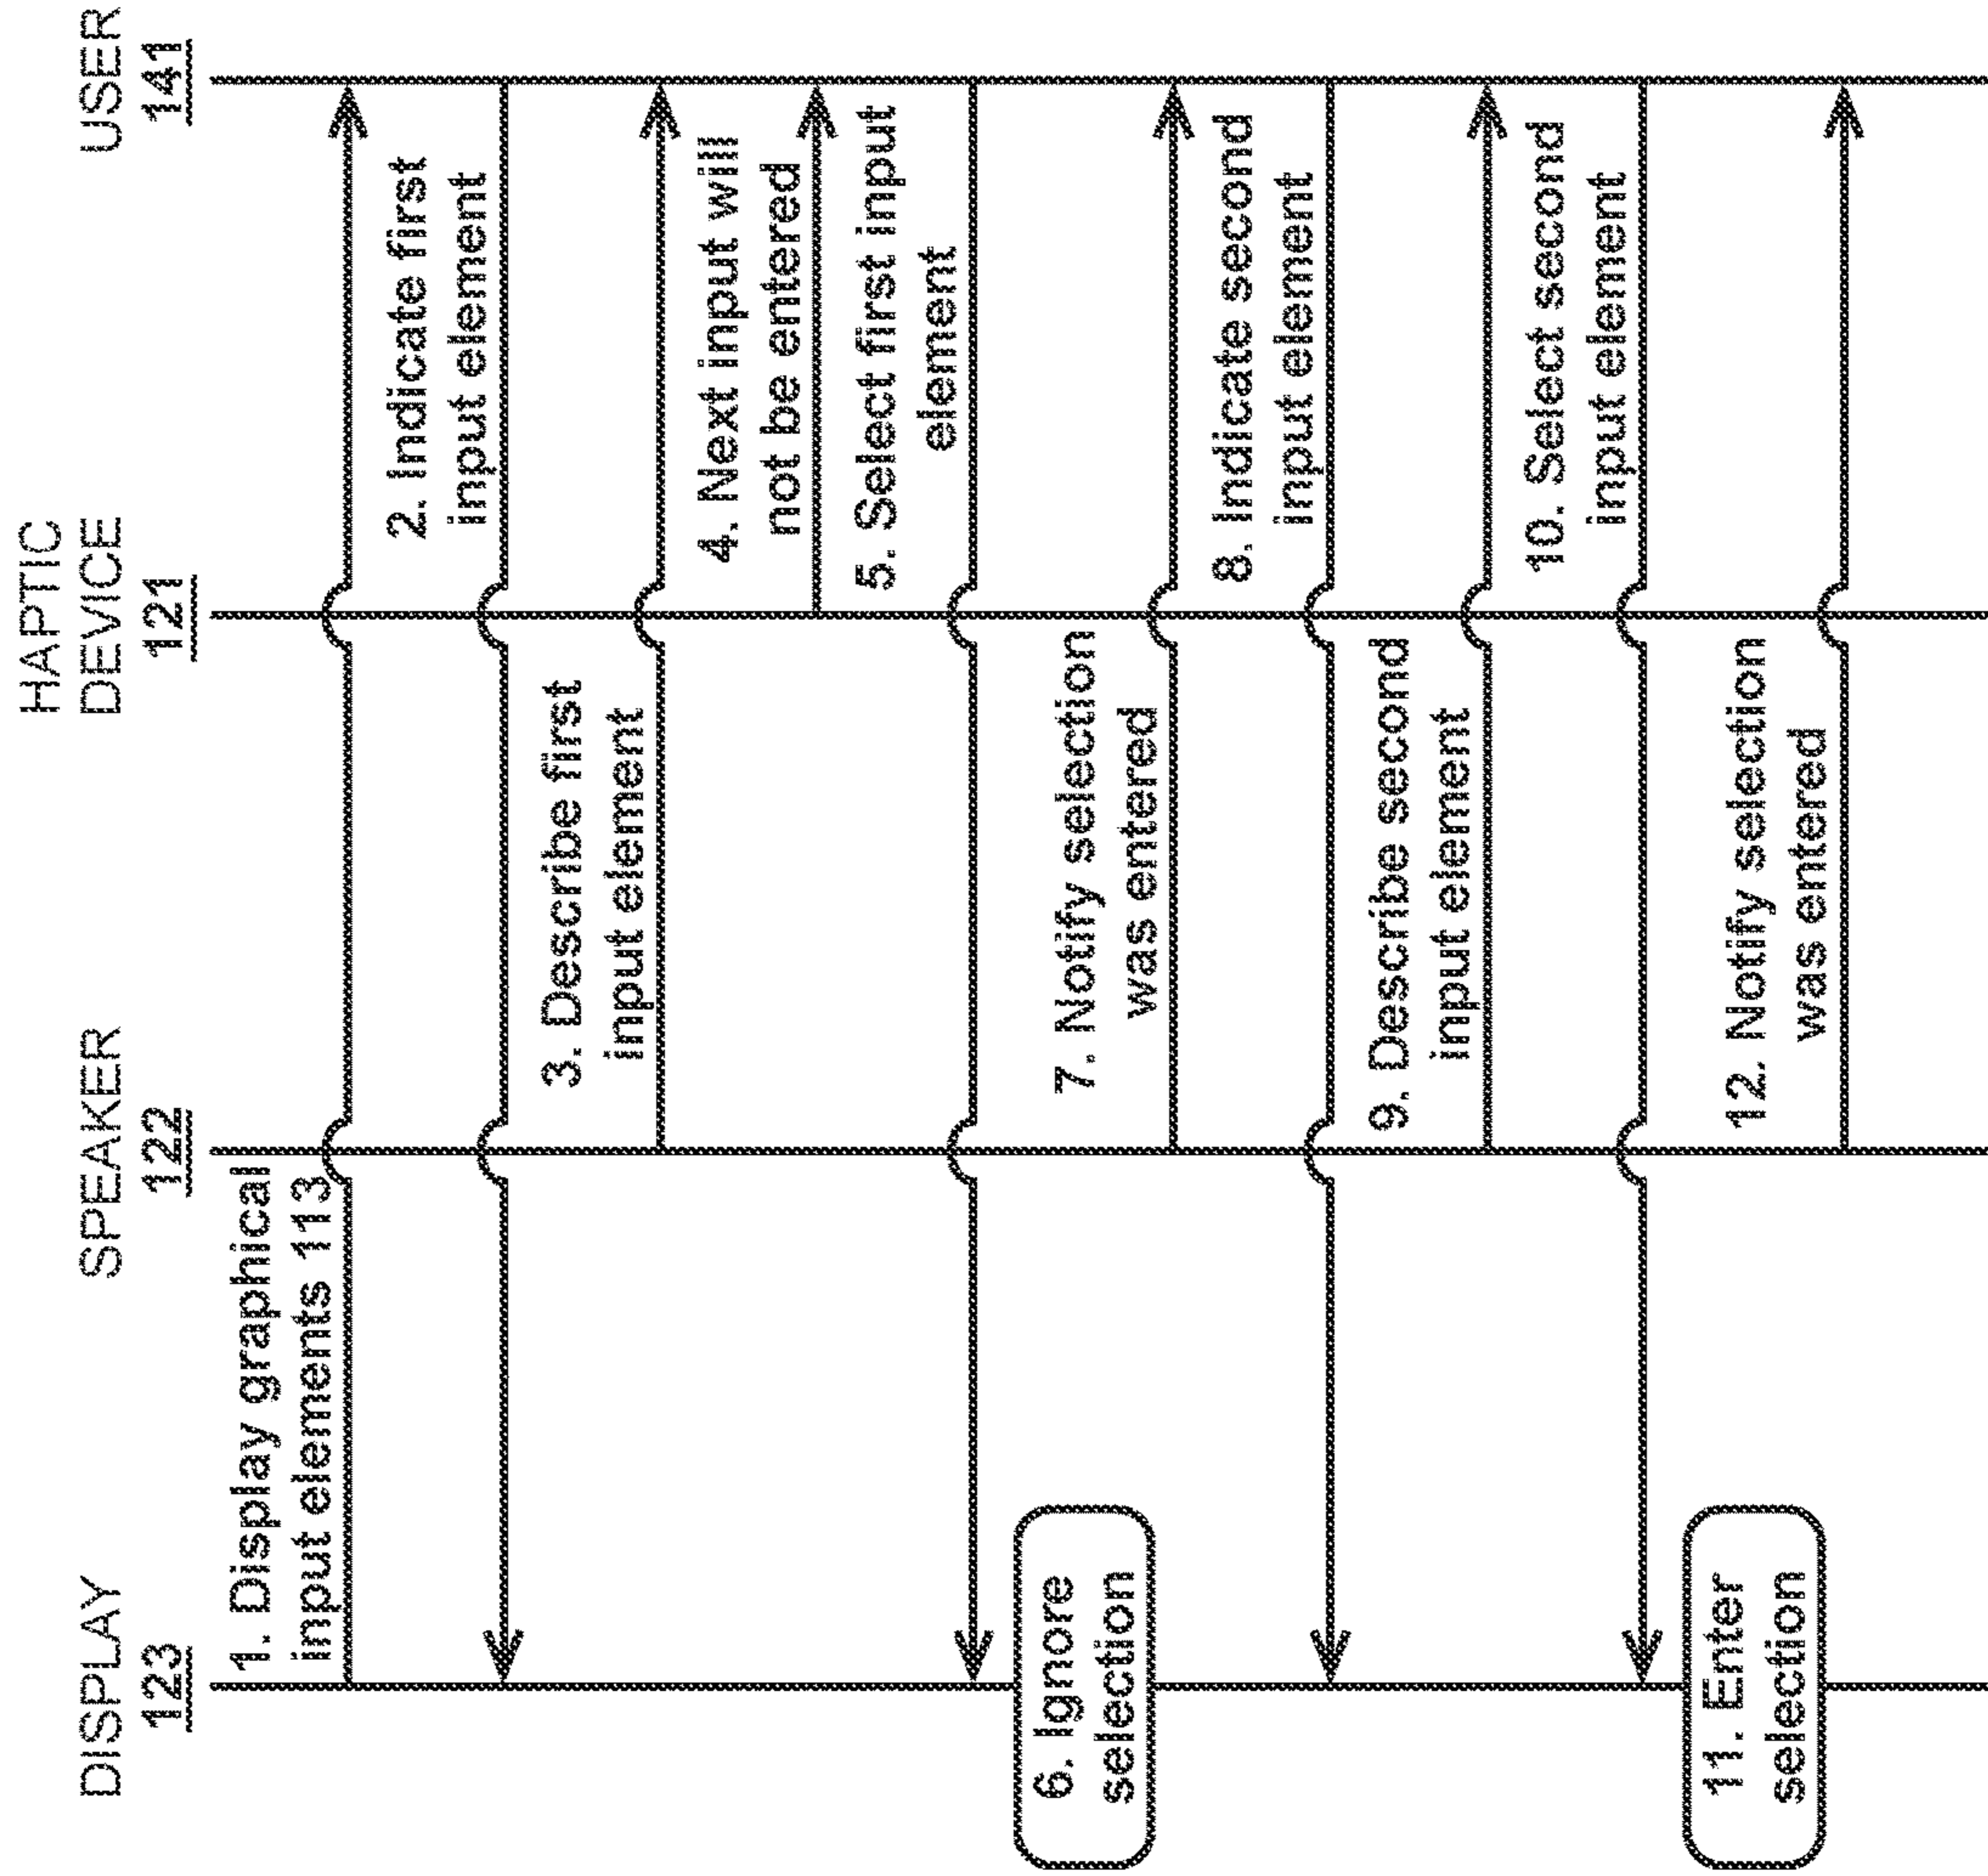 DISPLAY
123
SPEAKER
122
HAPTIC
DEVICE
121
USER
141
1. Display graphical
input elements 113
2. Indicate first
input element
3. Describe first
input element
4. Next input will
not be entered
5. Select first input
element
6. Ignore
selection
7. Notify selection
was entered
8. Indicate second
input element
9. Describe second
input element
10. Select second
input element
11. Enter
selection
12. Notify selection
was entered